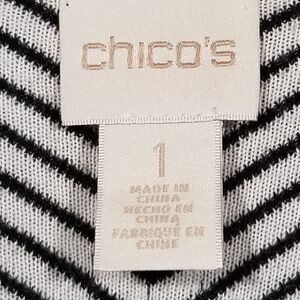 chico's
1
MADE IN
CHINA
HECHO EN
CHINA
FABRIQUÉ EN
CHINE